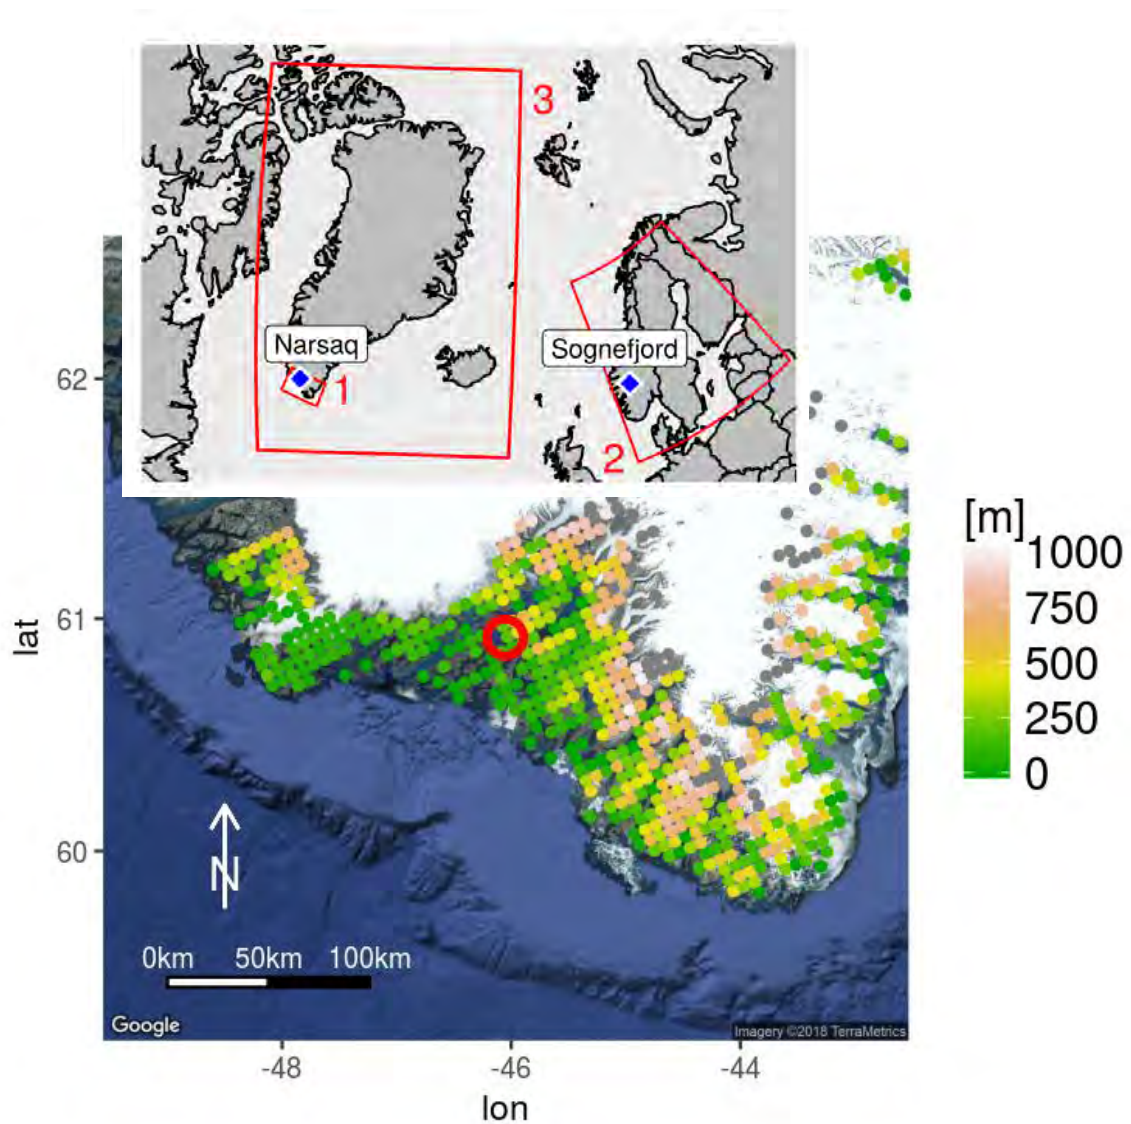 3
Narsaq
Sognefjord
1
2
62
61
60
lat
[m]
1000
750
500
250
0
N
0km 50km 100km
Google
Imagery ©2018 TerraMetrics
-48 -46 -44
lon